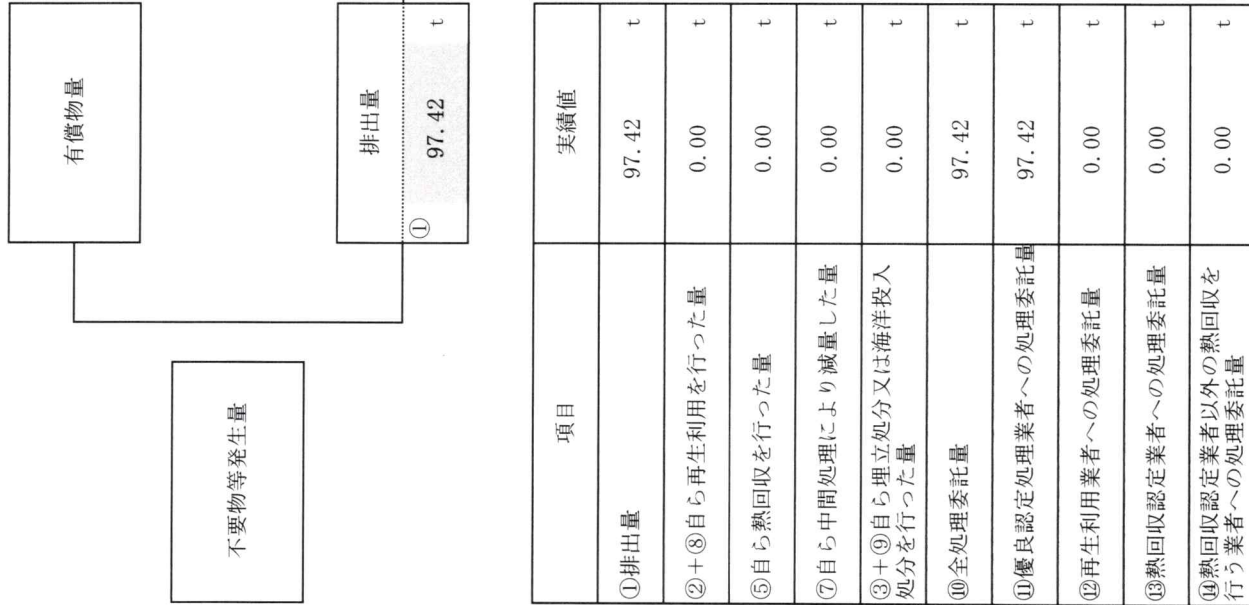 有償物量
不要物等発生量
排出量
① 97.42 t
項目 実績値
①排出量 97.42 t
②+⑧自ら再生利用を行った量 0.00 t
⑤自ら熱回収を行った量 0.00 t
⑦自ら中間処理により減量した量 0.00 t
③+⑨自ら埋立処分又は海洋投入
処分を行った量 0.00 t
⑩全処理委託量 97.42 t
⑪優良認定処理業者への処理委託量 97.42 t
⑫再生利用業者への処理委託量 0.00 t
⑬熱回収認定業者への処理委託量 0.00 t
⑭熱回収認定業者以外の熱回収を
行う業者への処理委託量 0.00 t